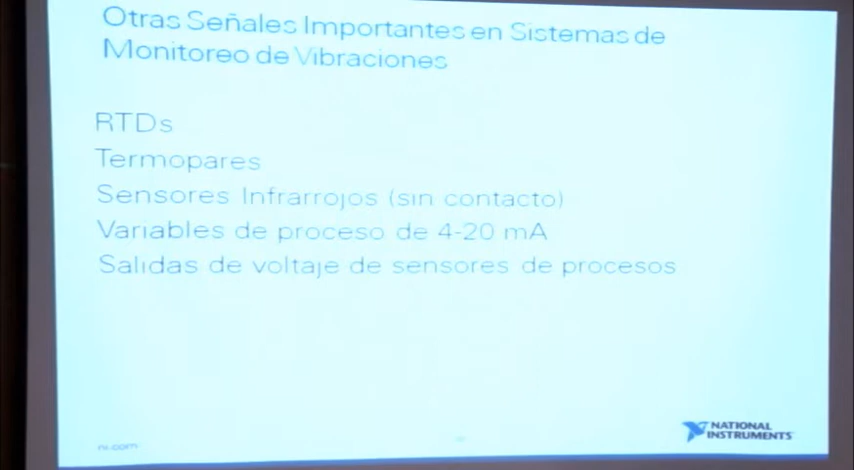 Otras Señales Importantes en Sistemas de
Monitoreo de Vibraciones
RTDs
Termopares
Sensores Infrarrojos (sin contacto)
Variables de proceso de 4-20 mA
Salidas de voltaje de sensores de procesos
ni.com
NATIONAL
INSTRUMENTS